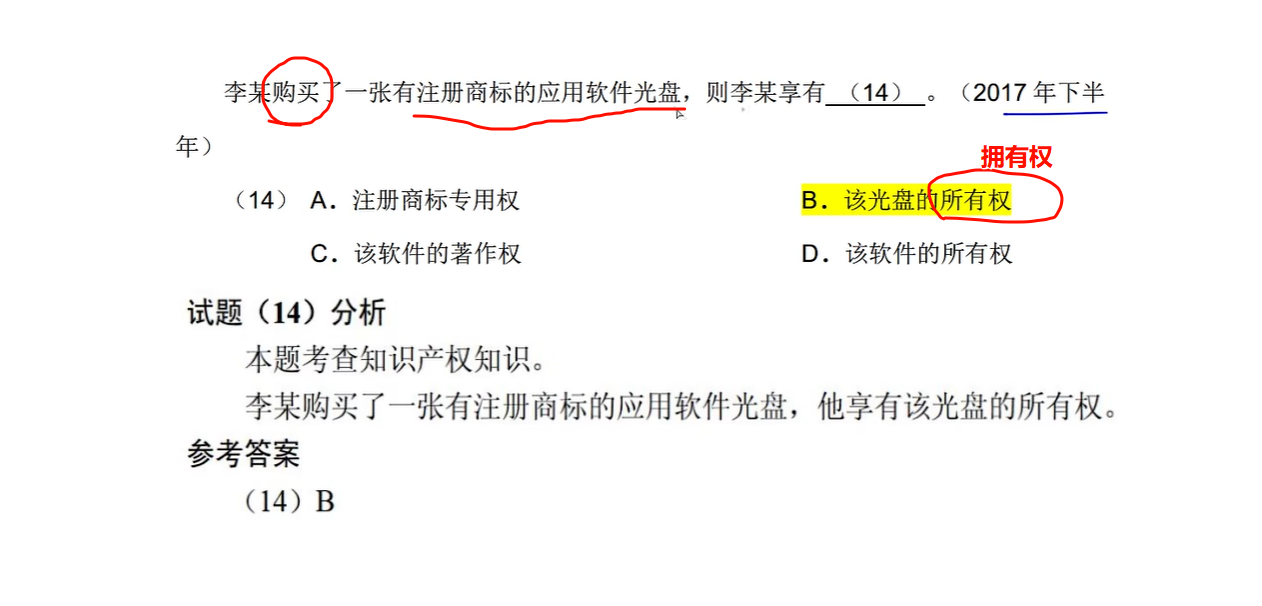 李某购买了一张有注册商标的应用软件光盘，则李某享有 （14） 。（2017 年下半
年）
拥有权
（14） A．注册商标专用权 B．该光盘的所有权
C．该软件的著作权 D．该软件的所有权
试题（14）分析
本题考查知识产权知识。
李某购买了一张有注册商标的应用软件光盘，他享有该光盘的所有权。
参考答案
（14）B